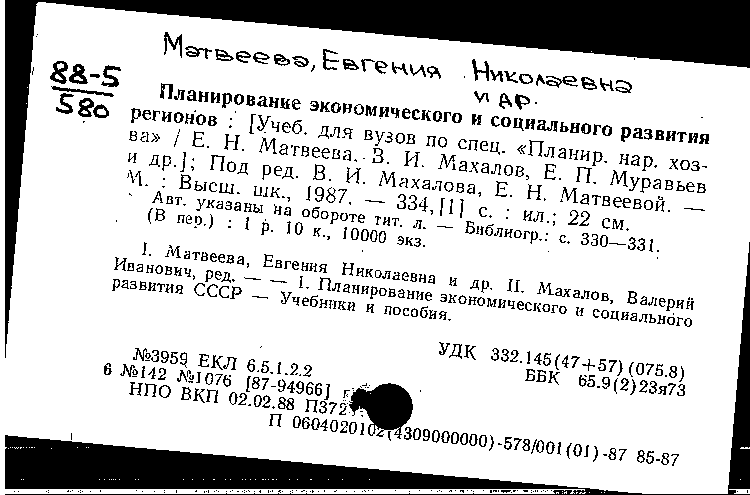 Матвеева, Евгения Николаевна
и др.
88-5
580
Планирование экономического и социального развития
регионов : [Учеб. для вузов по спец. «Планир. нар. хоз-
ва» / Е. Н. Матвеева, З. И. Махалов, Е. П. Муравьев
и др.]; Под ред. В. И. Махалова, Е. Н. Матвеевой. —
М. : Высш. шк., 1987. — 334, [1] с. : ил.; 22 см.
Авт. указаны на обороте тит. л. — Библиогр.: с. 330—331.
(В пер.) : 1 р. 10 к., 10000 экз.
I. Матвеева, Евгения Николаевна и др. II. Махалов, Валерий
Иванович, ред. — — 1. Планирование экономического и социального
развития СССР — Учебники и пособия.
УДК 332.145(47+57)(075.8)
ББК 65.9(2)23я73
№3959 ЕКЛ 6.5.1.2.2
6 №142 №1076 [87-94966]
НПО ВКП 02.02.88 П372
П 0604020102(4309000000)-578/001(01)-87 85-87